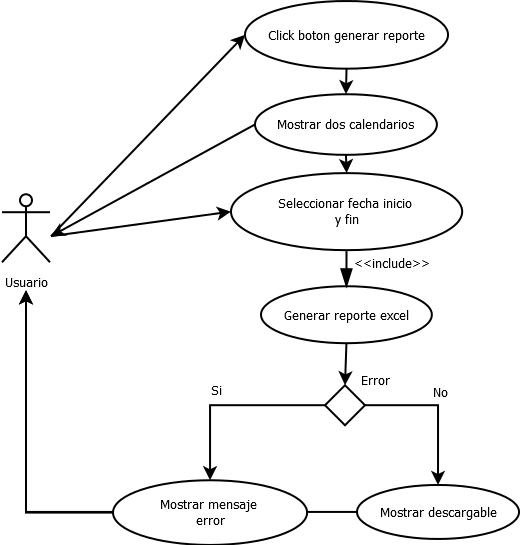 Click boton generar reporte
Mostrar dos calendarios
Seleccionar fecha inicio
y fin
Usuario
<<include>>
Generar reporte excel
Error
Si
No
Mostrar mensaje
error
Mostrar descargable